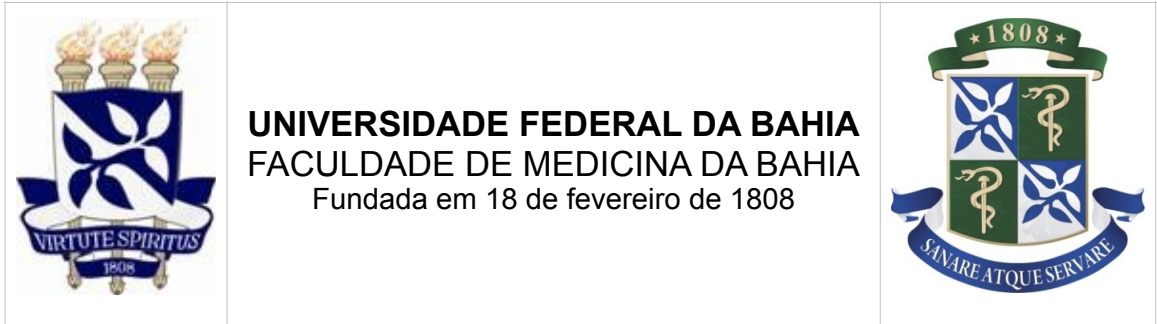 VIRTUTE SPIRITUS
1808
UNIVERSIDADE FEDERAL DA BAHIA
FACULDADE DE MEDICINA DA BAHIA
Fundada em 18 de fevereiro de 1808
★1808★
SANARE ATQUE SERVARE